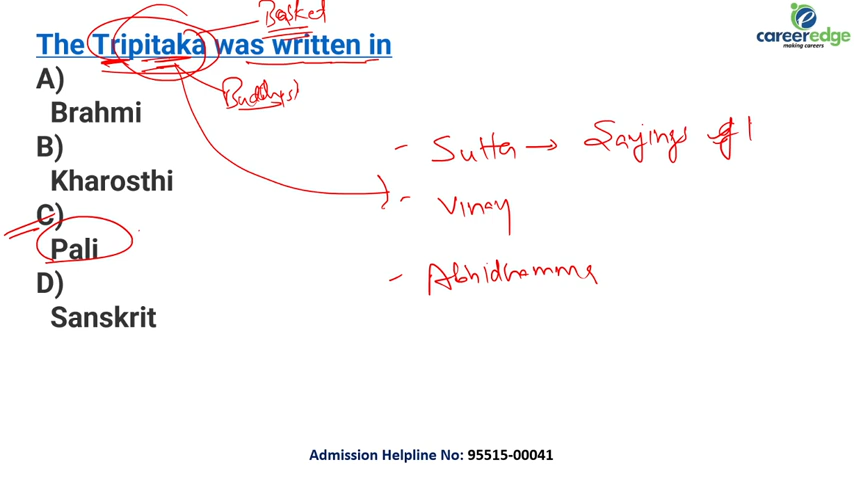 Basket
careeredge
making careers
The Tripitaka was written in
A)
Brahmi
Buddhist
B)
Kharosthi
C)
Pali
D)
Sanskrit
- Sutta → Sayings of
- Vinay
- Abhidhamma
Admission Helpline No: 95515-00041